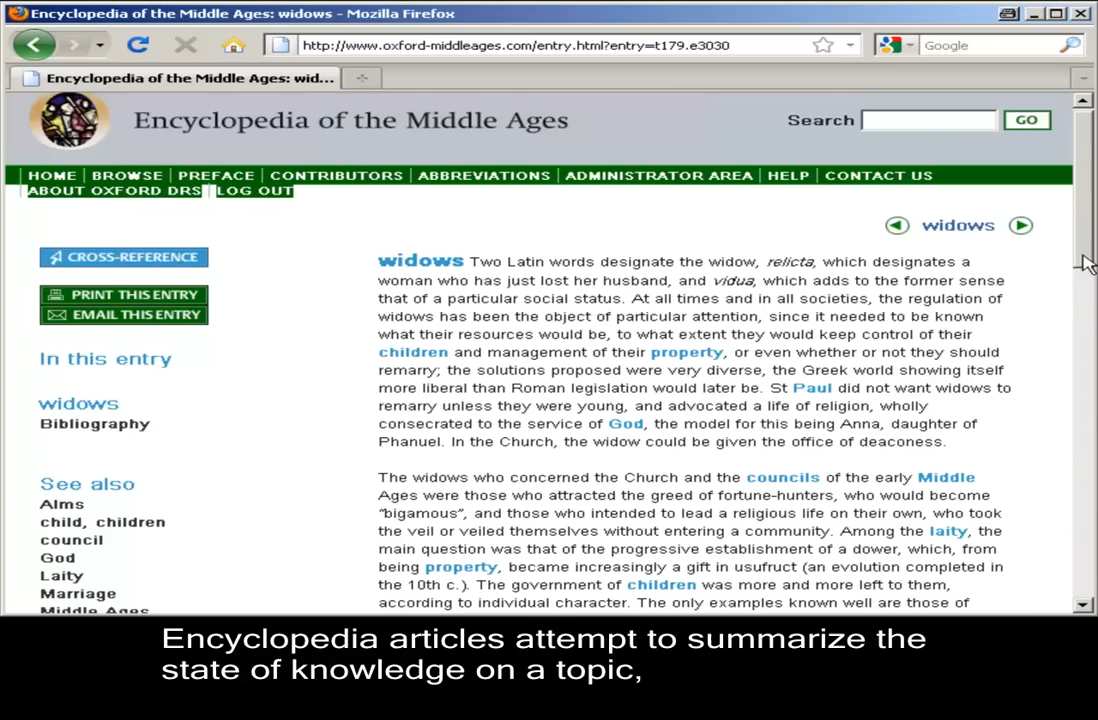 Encyclopedia of the Middle Ages: widows - Mozilla Firefox
http://www.oxford-middleages.com/entry.html?entry=t179.e3030
Google
Encyclopedia of the Middle Ages: wid...
Encyclopedia of the Middle Ages
Search
GO
HOME | BROWSE | PREFACE | CONTRIBUTORS | ABBREVIATIONS | ADMINISTRATOR AREA | HELP | CONTACT US
ABOUT OXFORD DRS | LOG OUT
widows
CROSS-REFERENCE
PRINT THIS ENTRY
EMAIL THIS ENTRY
In this entry
widows
Bibliography
See also
Alms
child, children
council
God
Laity
Marriage
Middle Ages
widows Two Latin words designate the widow, relicta, which designates a
woman who has just lost her husband, and vidua, which adds to the former sense
that of a particular social status. At all times and in all societies, the regulation of
widows has been the object of particular attention, since it needed to be known
what their resources would be, to what extent they would keep control of their
children and management of their property, or even whether or not they should
remarry; the solutions proposed were very diverse, the Greek world showing itself
more liberal than Roman legislation would later be. St Paul did not want widows to
remarry unless they were young, and advocated a life of religion, wholly
consecrated to the service of God, the model for this being Anna, daughter of
Phanuel. In the Church, the widow could be given the office of deaconess.
The widows who concerned the Church and the councils of the early Middle
Ages were those who attracted the greed of fortune-hunters, who would become
“bigamous”, and those who intended to lead a religious life on their own, who took
the veil or veiled themselves without entering a community. Among the laity, the
main question was that of the progressive establishment of a dower, which, from
being property, became increasingly a gift in usufruct (an evolution completed in
the 10th c.). The government of children was more and more left to them,
according to individual character. The only examples known well are those of
Encyclopedia articles attempt to summarize the
state of knowledge on a topic,